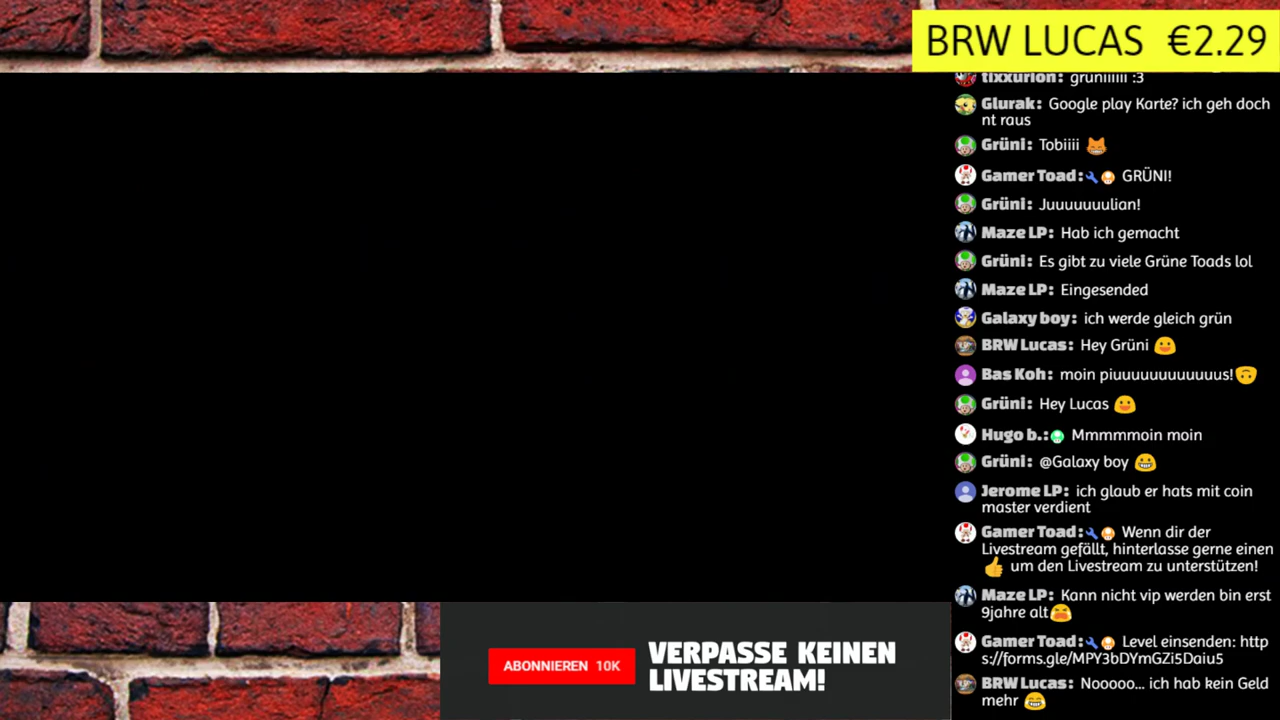 BRW LUCAS €2.29
tixxurion: grüniiiiii :3
Glurak: Google play Karte? ich geh doch
nt raus
Grüni: Tobiiii
Gamer Toad: GRÜNI!
Grüni: Juuuuuuulian!
Maze LP: Hab ich gemacht
Grüni: Es gibt zu viele Grüne Toads lol
Maze LP: Eingesended
Galaxy boy: ich werde gleich grün
BRW Lucas: Hey Grüni
Bas Koh: moin piuuuuuuuuuuus!
Grüni: Hey Lucas
Hugo b.: Mmmmmoin moin
Grüni: @Galaxy boy
Jerome LP: ich glaub er hats mit coin
master verdient
Gamer Toad: Wenn dir der
Livestream gefällt, hinterlasse gerne einen
um den Livestream zu unterstützen!
Maze LP: Kann nicht vip werden bin erst
9jahre alt
Gamer Toad: Level einsenden: http
s://forms.gle/MPY3bDYmGZi5Daiu5
BRW Lucas: Nooooo... ich hab kein Geld
mehr
ABONNIEREN 10K
VERPASSE KEINEN
LIVESTREAM!